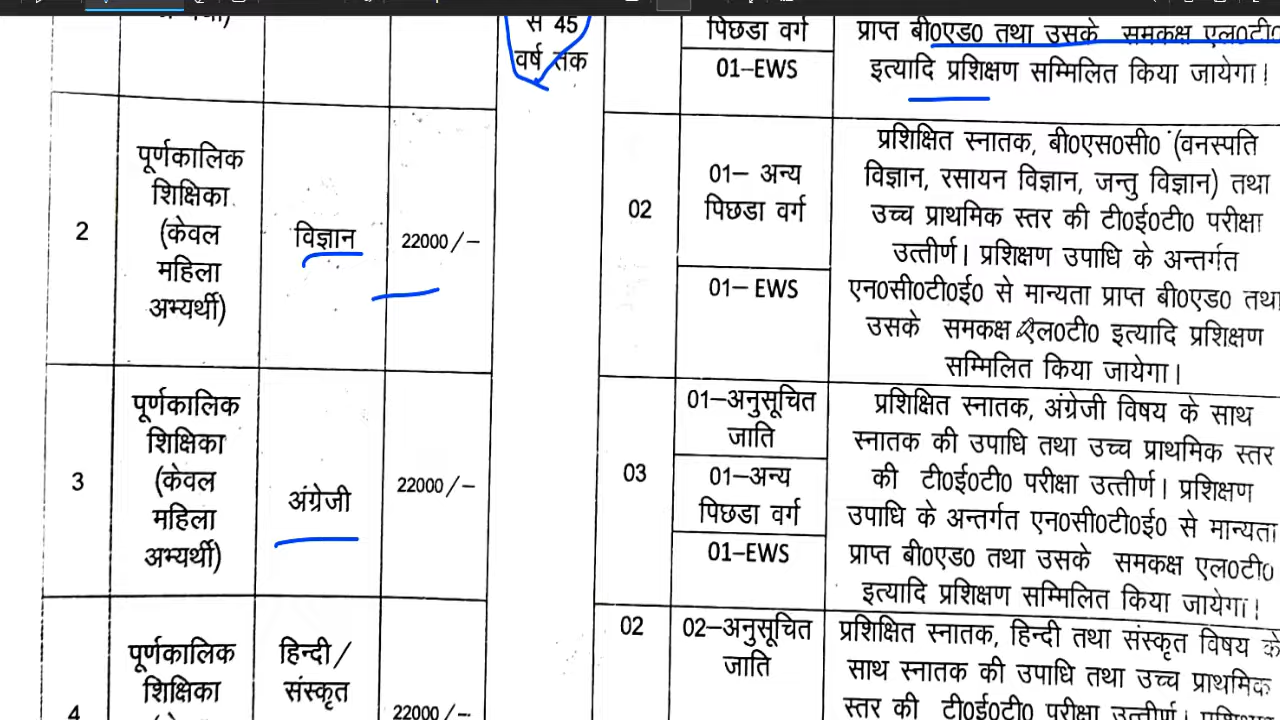 से 45
वर्ष तक
पिछडा वर्ग
01–EWS
प्राप्त बी0एड0 तथा उसके समकक्ष एल0टी0
इत्यादि प्रशिक्षण सम्मिलित किया जायेगा।
2
पूर्णकालिक
शिक्षिका
(केवल
महिला
अभ्यर्थी)
विज्ञान
22000/–
02
01– अन्य
पिछडा वर्ग
01– EWS
प्रशिक्षित स्नातक, बी0एस0सी0 (वनस्पति
विज्ञान, रसायन विज्ञान, जन्तु विज्ञान) तथा
उच्च प्राथमिक स्तर की टी0ई0टी0 परीक्षा
उत्तीर्ण। प्रशिक्षण उपाधि के अन्तर्गत
एन0सी0टी0ई0 से मान्यता प्राप्त बी0एड0 तथा
उसके समकक्ष एल0टी0 इत्यादि प्रशिक्षण
सम्मिलित किया जायेगा।
3
पूर्णकालिक
शिक्षिका
(केवल
महिला
अभ्यर्थी)
अंग्रेजी
22000/–
03
01–अनुसूचित
जाति
01–अन्य
पिछडा वर्ग
01–EWS
प्रशिक्षित स्नातक, अंग्रेजी विषय के साथ
स्नातक की उपाधि तथा उच्च प्राथमिक स्तर
की टी0ई0टी0 परीक्षा उत्तीर्ण। प्रशिक्षण
उपाधि के अन्तर्गत एन0सी0टी0ई0 से मान्यता
प्राप्त बी0एड0 तथा उसके समकक्ष एल0टी0
इत्यादि प्रशिक्षण सम्मिलित किया जायेगा।
4
पूर्णकालिक
शिक्षिका
हिन्दी/
संस्कृत
22000/–
02
02–अनुसूचित
जाति
प्रशिक्षित स्नातक, हिन्दी तथा संस्कृत विषय के
साथ स्नातक की उपाधि तथा उच्च प्राथमिक
स्तर की टी0ई0टी0 परीक्षा उत्तीर्ण।